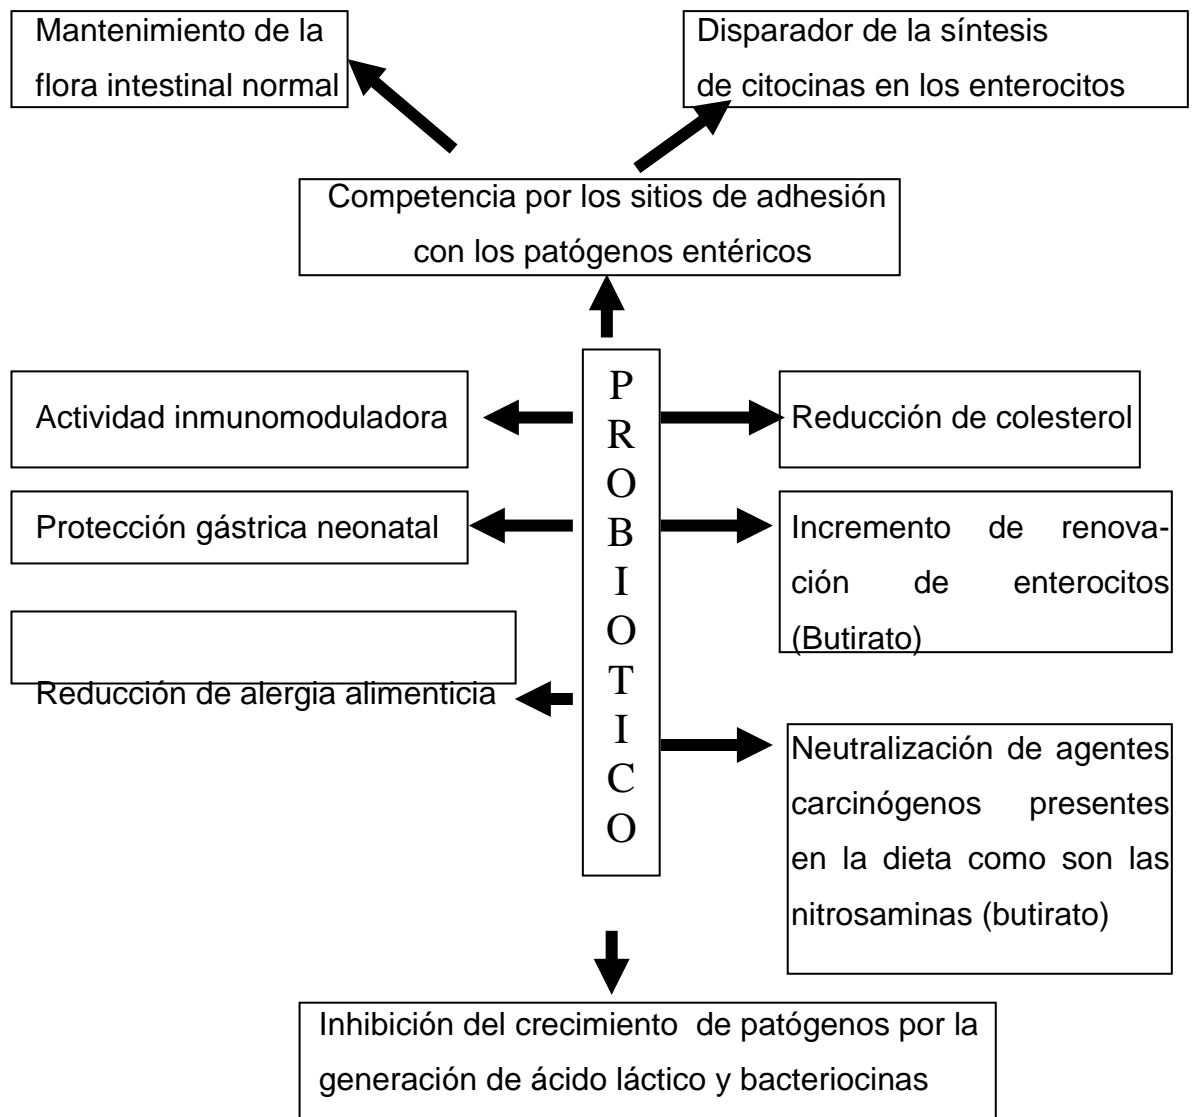 Mantenimiento de la
flora intestinal normal
Disparador de la síntesis
de citocinas en los enterocitos
Competencia por los sitios de adhesión
con los patógenos entéricos
P
R
O
B
I
O
T
I
C
O
Actividad inmunomoduladora
Protección gástrica neonatal
Reducción de alergia alimenticia
Reducción de colesterol
Incremento de renova-
ción de enterocitos
(Butirato)
Neutralización de agentes
carcinógenos presentes
en la dieta como son las
nitrosaminas (butirato)
Inhibición del crecimiento de patógenos por la
generación de ácido láctico y bacteriocinas